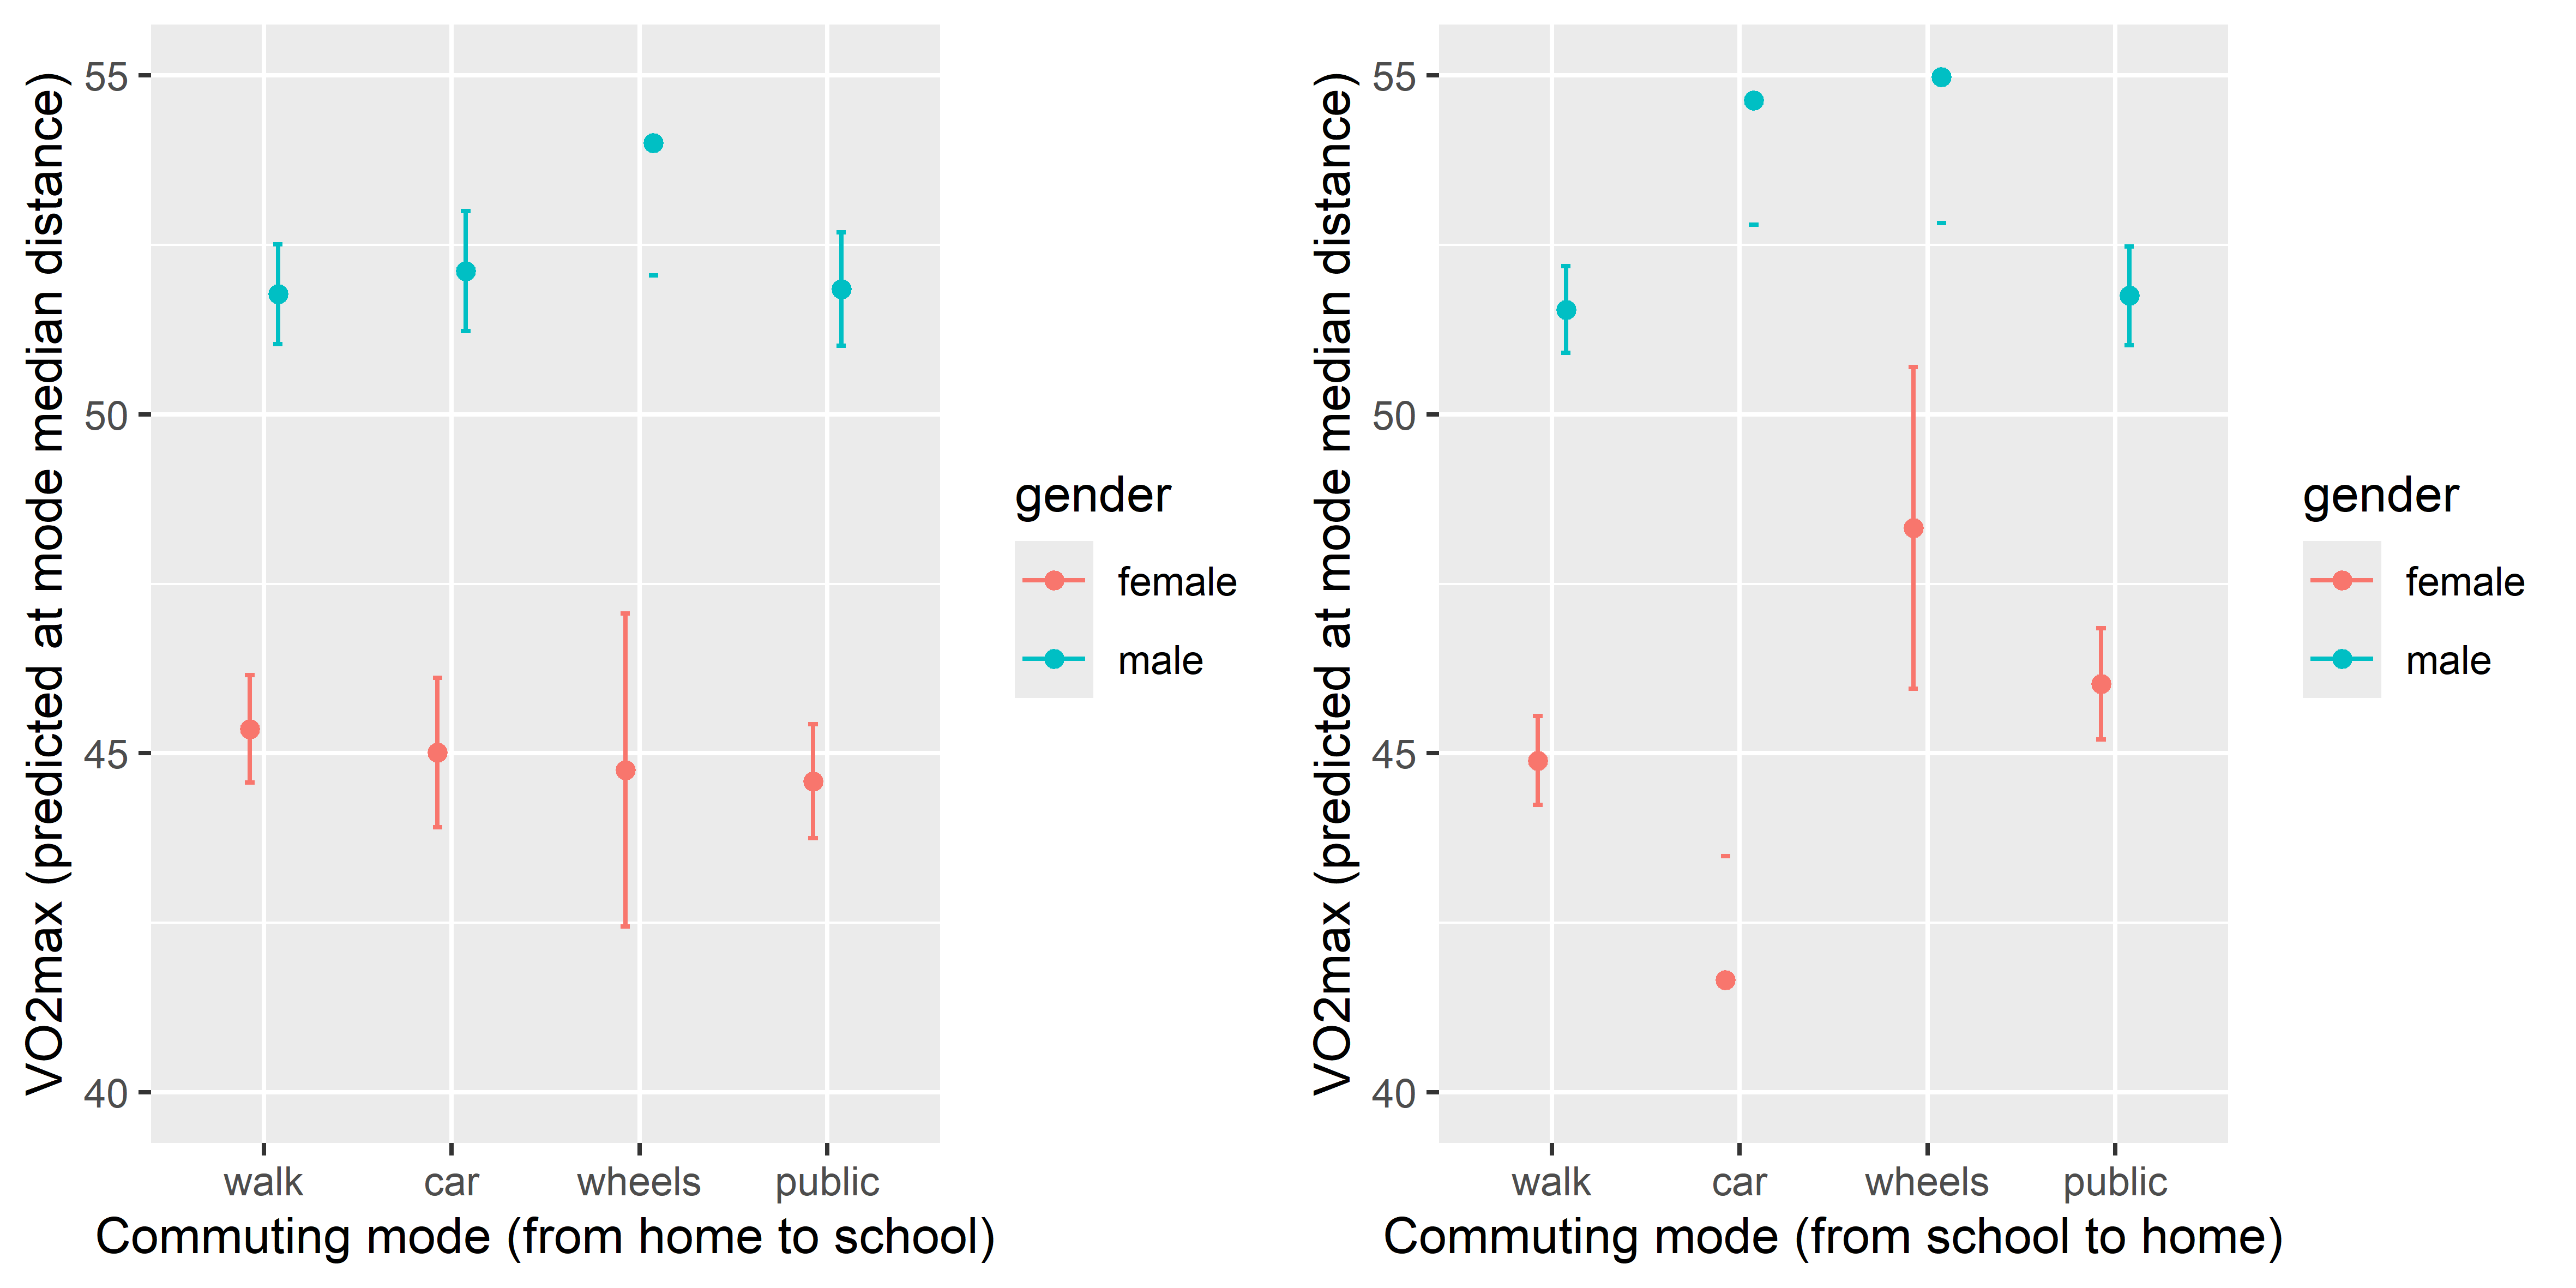 VO2max (predicted at mode median distance)
55
50
45
40
walk car wheels public
Commuting mode (from home to school)
gender
female
male
VO2max (predicted at mode median distance)
55
50
45
40
walk car wheels public
Commuting mode (from school to home)
gender
female
male